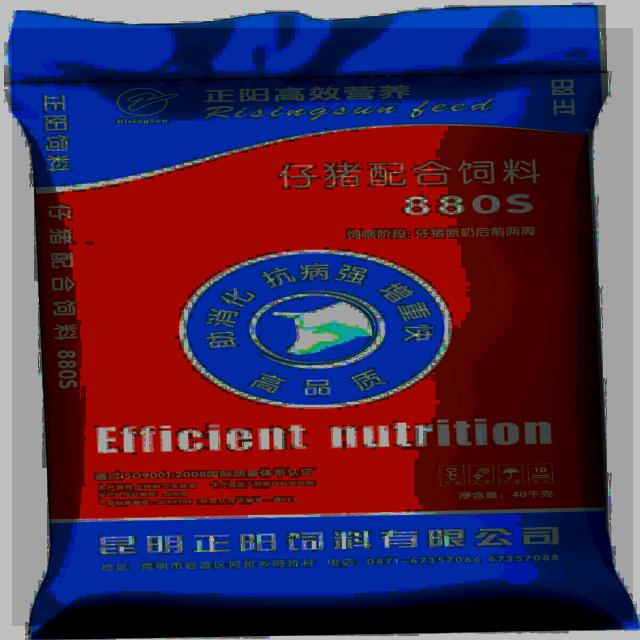 正阳高效营养
Risingsun feed
RisingSun
正阳
正阳饲料
仔猪配合饲料
880S
饲喂阶段: 仔猪断奶后前两周
仔猪配合饲料 880S
助消化 抗病强 增重快
高品质
Efficient nutrition
通过ISO9001:2008国际质量体系认证
10
净含量: 40千克
昆明正阳饲料有限公司
地址: 昆明市官渡区阿拉乡阿拉村 电话: 0871-67357066 67357088